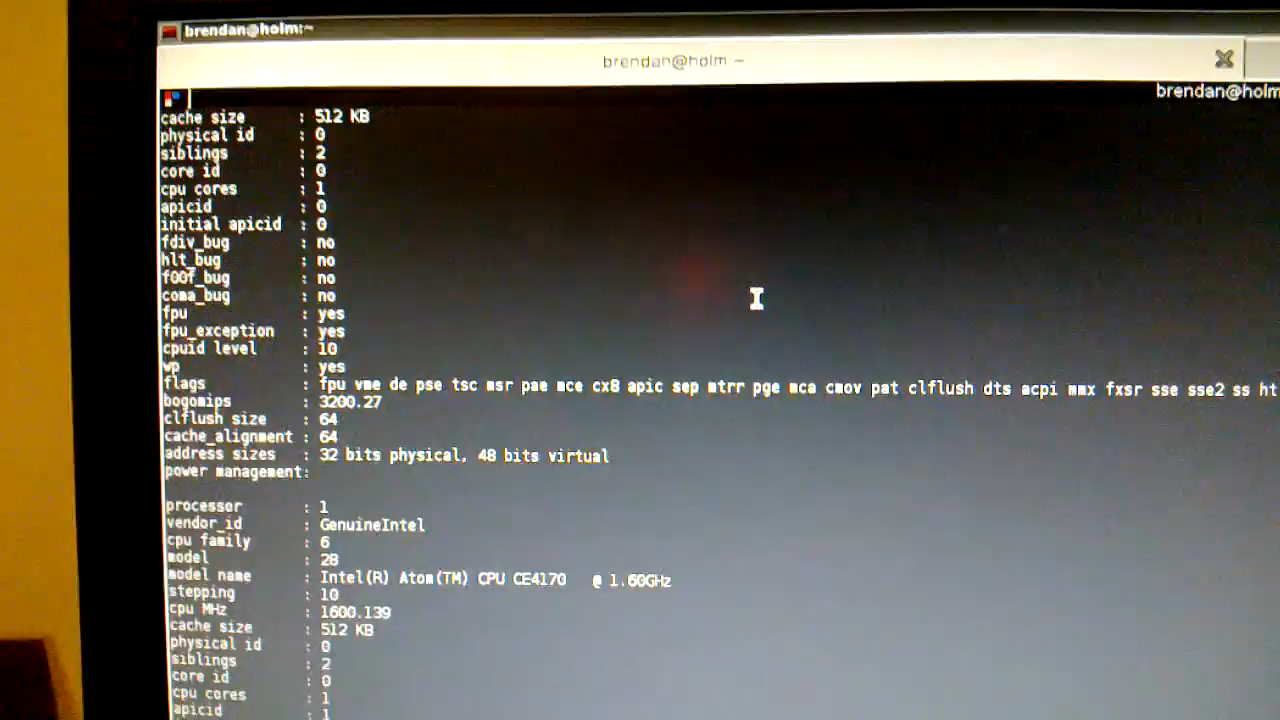 brendan@holm:~
brendan@holm ~
brendan@holm
cache size : 512 KB
physical id : 0
siblings : 2
core id : 0
cpu cores : 1
apicid : 0
initial apicid : 0
fdiv_bug : no
hlt_bug : no
f00f_bug : no
coma_bug : no
fpu : yes
fpu_exception : yes
cpuid level : 10
wp : yes
flags : fpu vme de pse tsc msr pae mce cx8 apic sep mtrr pge mca cmov pat clflush dts acpi mmx fxsr sse sse2 ss ht
bogomips : 3200.27
clflush size : 64
cache_alignment : 64
address sizes : 32 bits physical, 48 bits virtual
power management:
processor : 1
vendor_id : GenuineIntel
cpu family : 6
model : 28
model name : Intel(R) Atom(TM) CPU CE4170 @ 1.60GHz
stepping : 10
cpu MHz : 1600.139
cache size : 512 KB
physical id : 0
siblings : 2
core id : 0
cpu cores : 1
apicid : 1